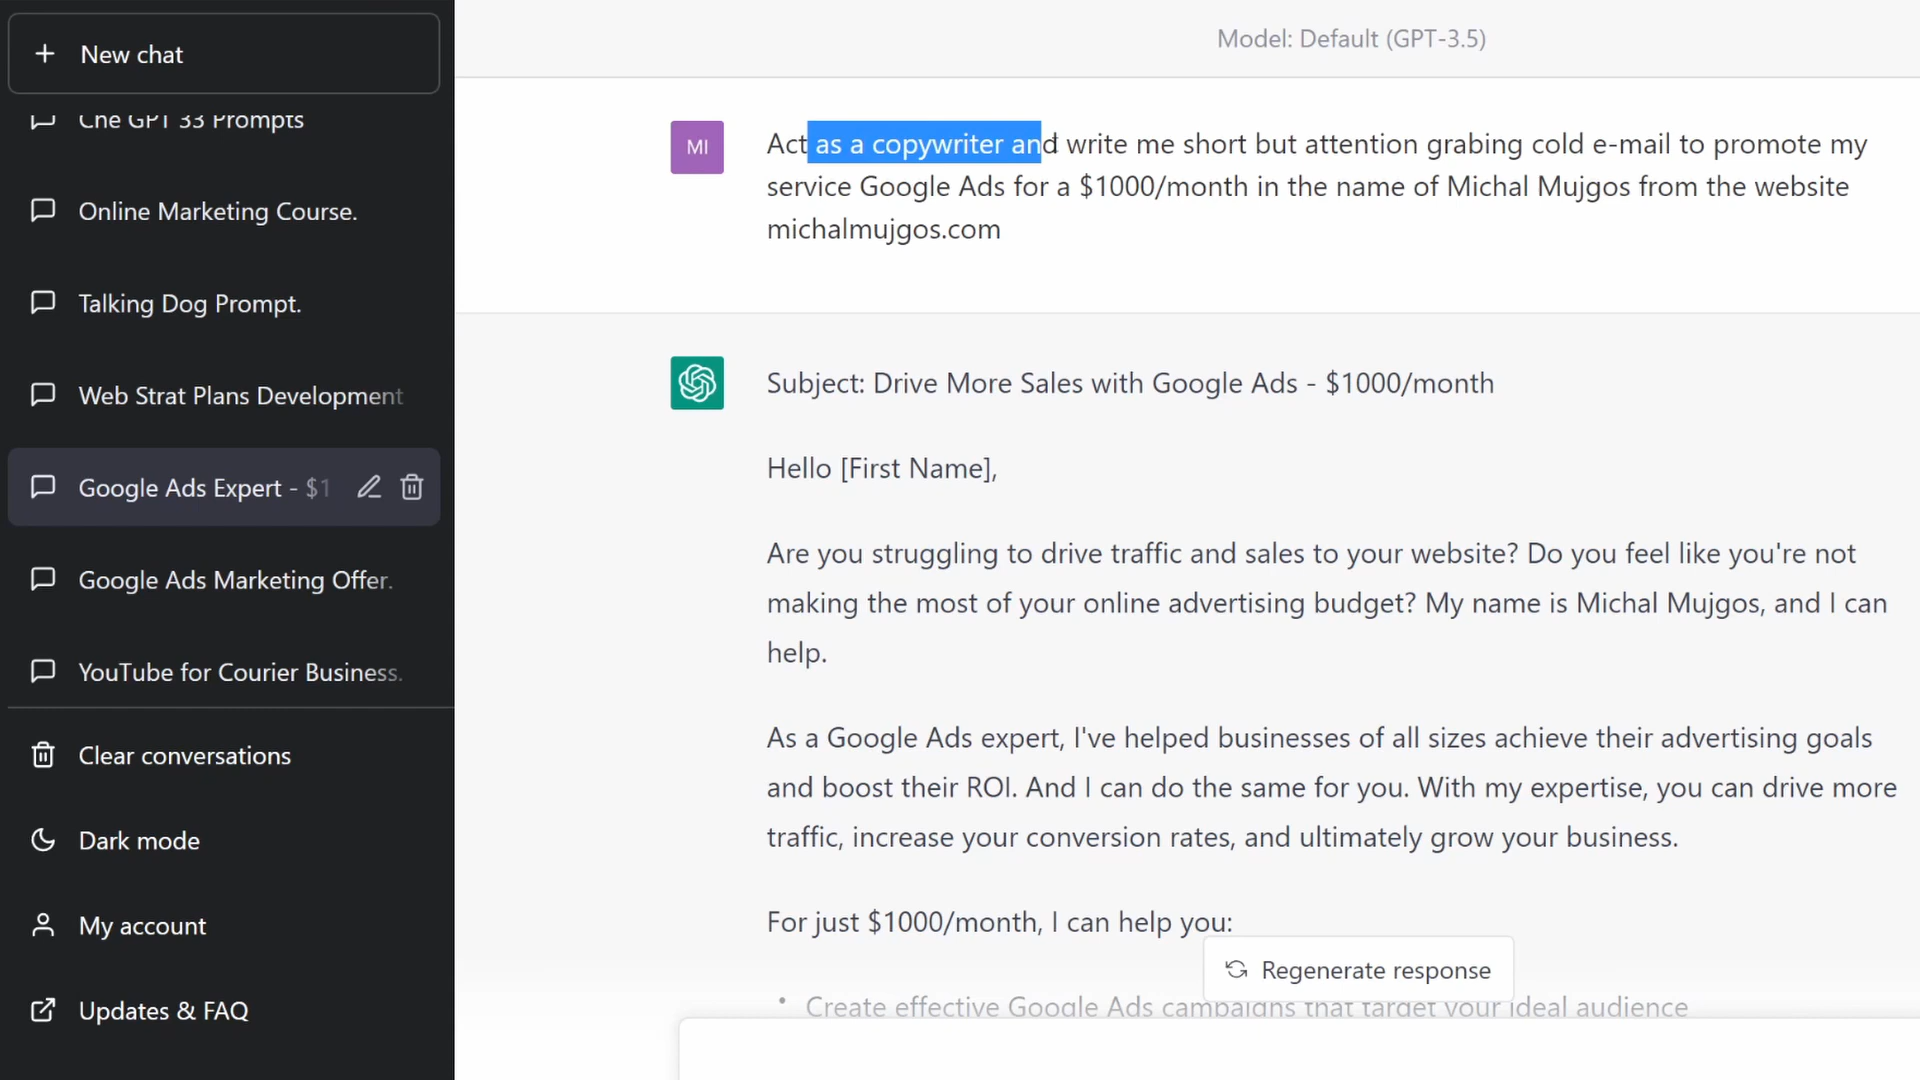 New chat
Che GPT 33 Prompts
Online Marketing Course.
Talking Dog Prompt.
Web Strat Plans Development
Google Ads Expert - $1
Google Ads Marketing Offer.
YouTube for Courier Business.
Clear conversations
Dark mode
My account
Updates & FAQ
Model: Default (GPT-3.5)
MI
Act as a copywriter and write me short but attention grabing cold e-mail to promote my
service Google Ads for a $1000/month in the name of Michal Mujgos from the website
michalmujgos.com
Subject: Drive More Sales with Google Ads - $1000/month
Hello [First Name],
Are you struggling to drive traffic and sales to your website? Do you feel like you're not
making the most of your online advertising budget? My name is Michal Mujgos, and I can
help.
As a Google Ads expert, I've helped businesses of all sizes achieve their advertising goals
and boost their ROI. And I can do the same for you. With my expertise, you can drive more
traffic, increase your conversion rates, and ultimately grow your business.
For just $1000/month, I can help you:
Regenerate response
• Create effective Google Ads campaigns that target your ideal audience